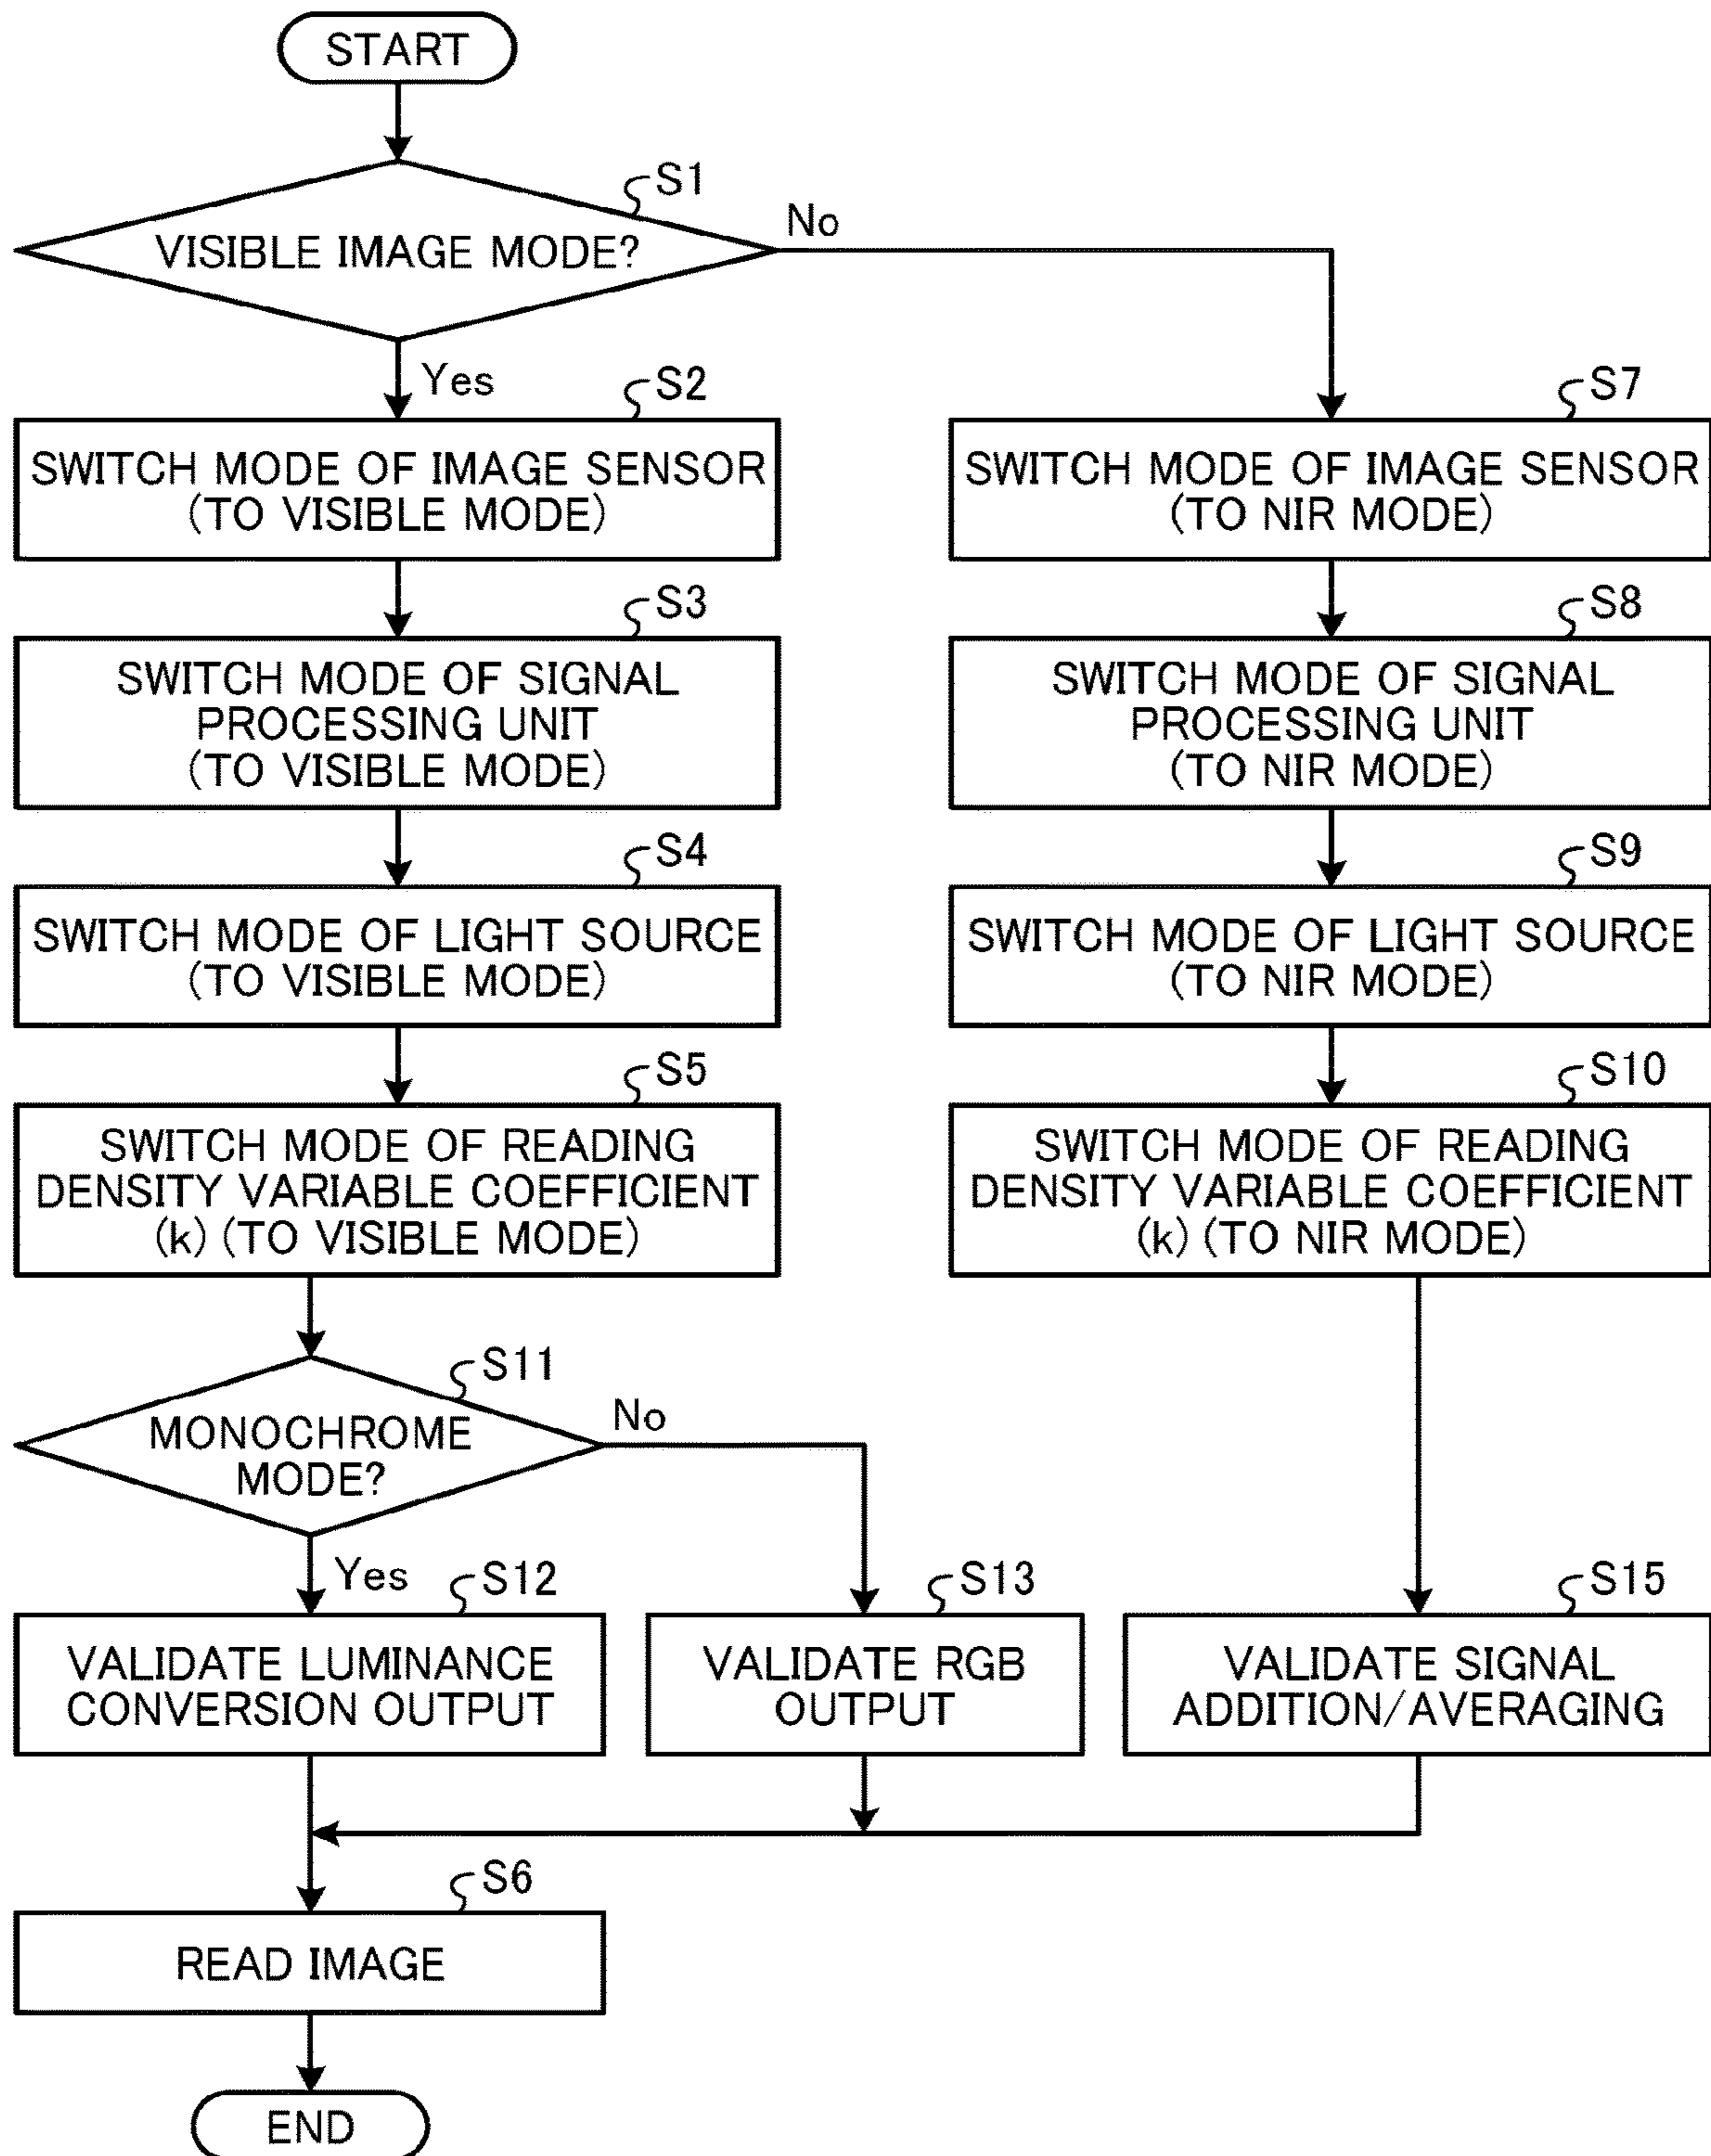 START
S1
VISIBLE IMAGE MODE?
No
Yes
S2
SWITCH MODE OF IMAGE SENSOR
(TO VISIBLE MODE)
S7
SWITCH MODE OF IMAGE SENSOR
(TO NIR MODE)
S3
SWITCH MODE OF SIGNAL
PROCESSING UNIT
(TO VISIBLE MODE)
S8
SWITCH MODE OF SIGNAL
PROCESSING UNIT
(TO NIR MODE)
S4
SWITCH MODE OF LIGHT SOURCE
(TO VISIBLE MODE)
S9
SWITCH MODE OF LIGHT SOURCE
(TO NIR MODE)
S5
SWITCH MODE OF READING
DENSITY VARIABLE COEFFICIENT
(k) (TO VISIBLE MODE)
S10
SWITCH MODE OF READING
DENSITY VARIABLE COEFFICIENT
(k) (TO NIR MODE)
S11
MONOCHROME
MODE?
No
Yes
S12
VALIDATE LUMINANCE
CONVERSION OUTPUT
S13
VALIDATE RGB
OUTPUT
S15
VALIDATE SIGNAL
ADDITION/AVERAGING
S6
READ IMAGE
END